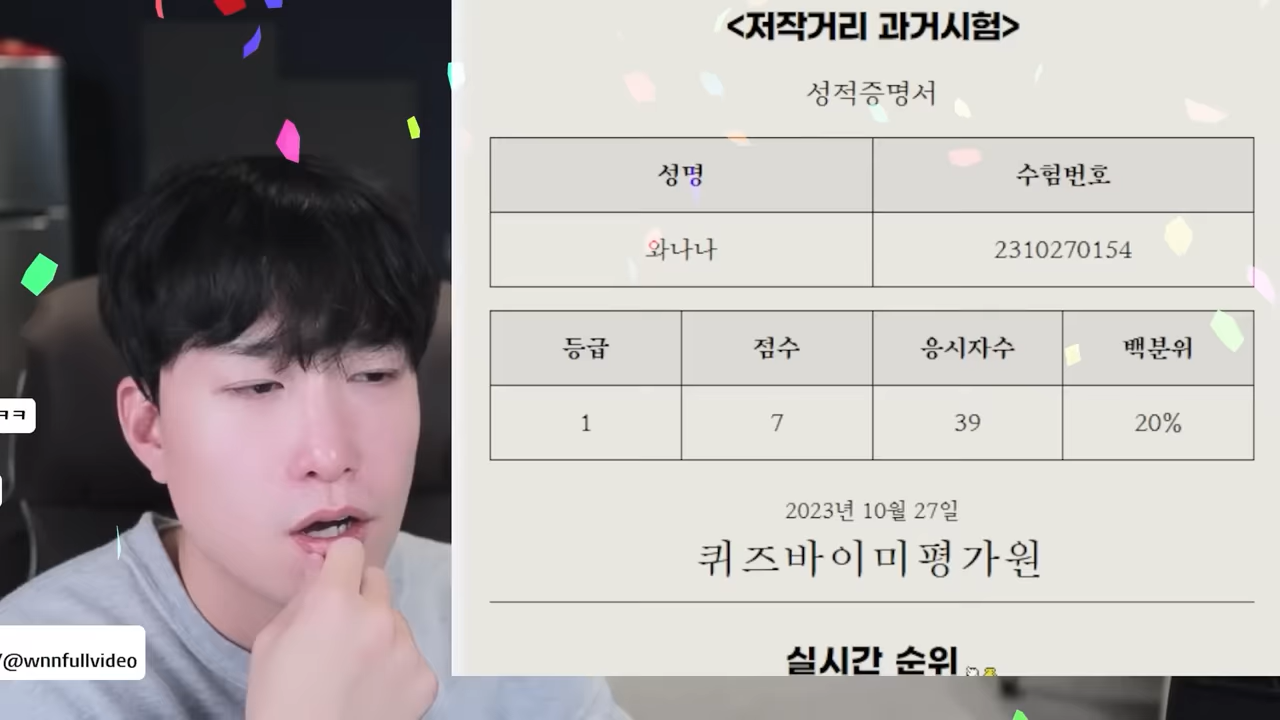 <저작거리 과거시험>
성적증명서
성명 수험번호
와나나 2310270154
등급 점수 응시자수 백분위
1 7 39 20%
2023년 10월 27일
퀴즈바이미평가원
실시간 순위
ㅋㅋ
/@wnnfullvideo